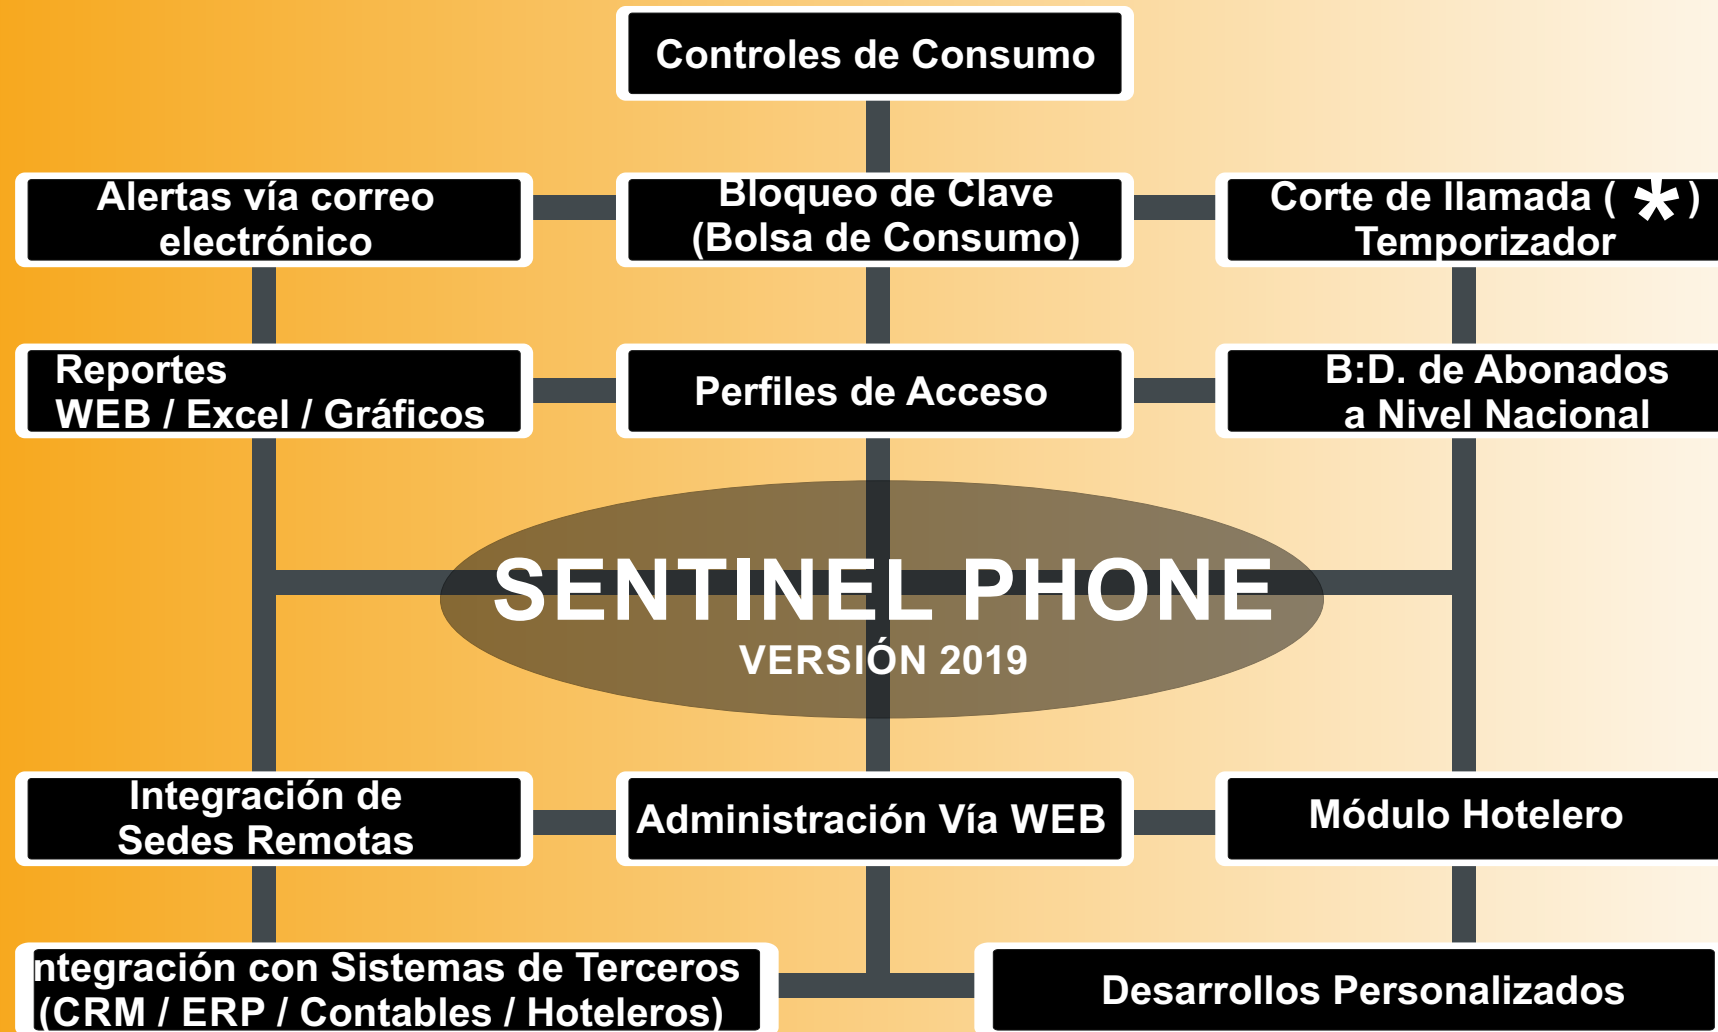 Controles de Consumo
Alertas vía correo
electrónico
Bloqueo de Clave
(Bolsa de Consumo)
Corte de llamada ( * )
Temporizador
Reportes
WEB / Excel / Gráficos
Perfiles de Acceso
B:D. de Abonados
a Nivel Nacional
SENTINEL PHONE
VERSIÓN 2019
Integración de
Sedes Remotas
Administración Vía WEB
Módulo Hotelero
ntegración con Sistemas de Terceros
(CRM / ERP / Contables / Hoteleros)
Desarrollos Personalizados